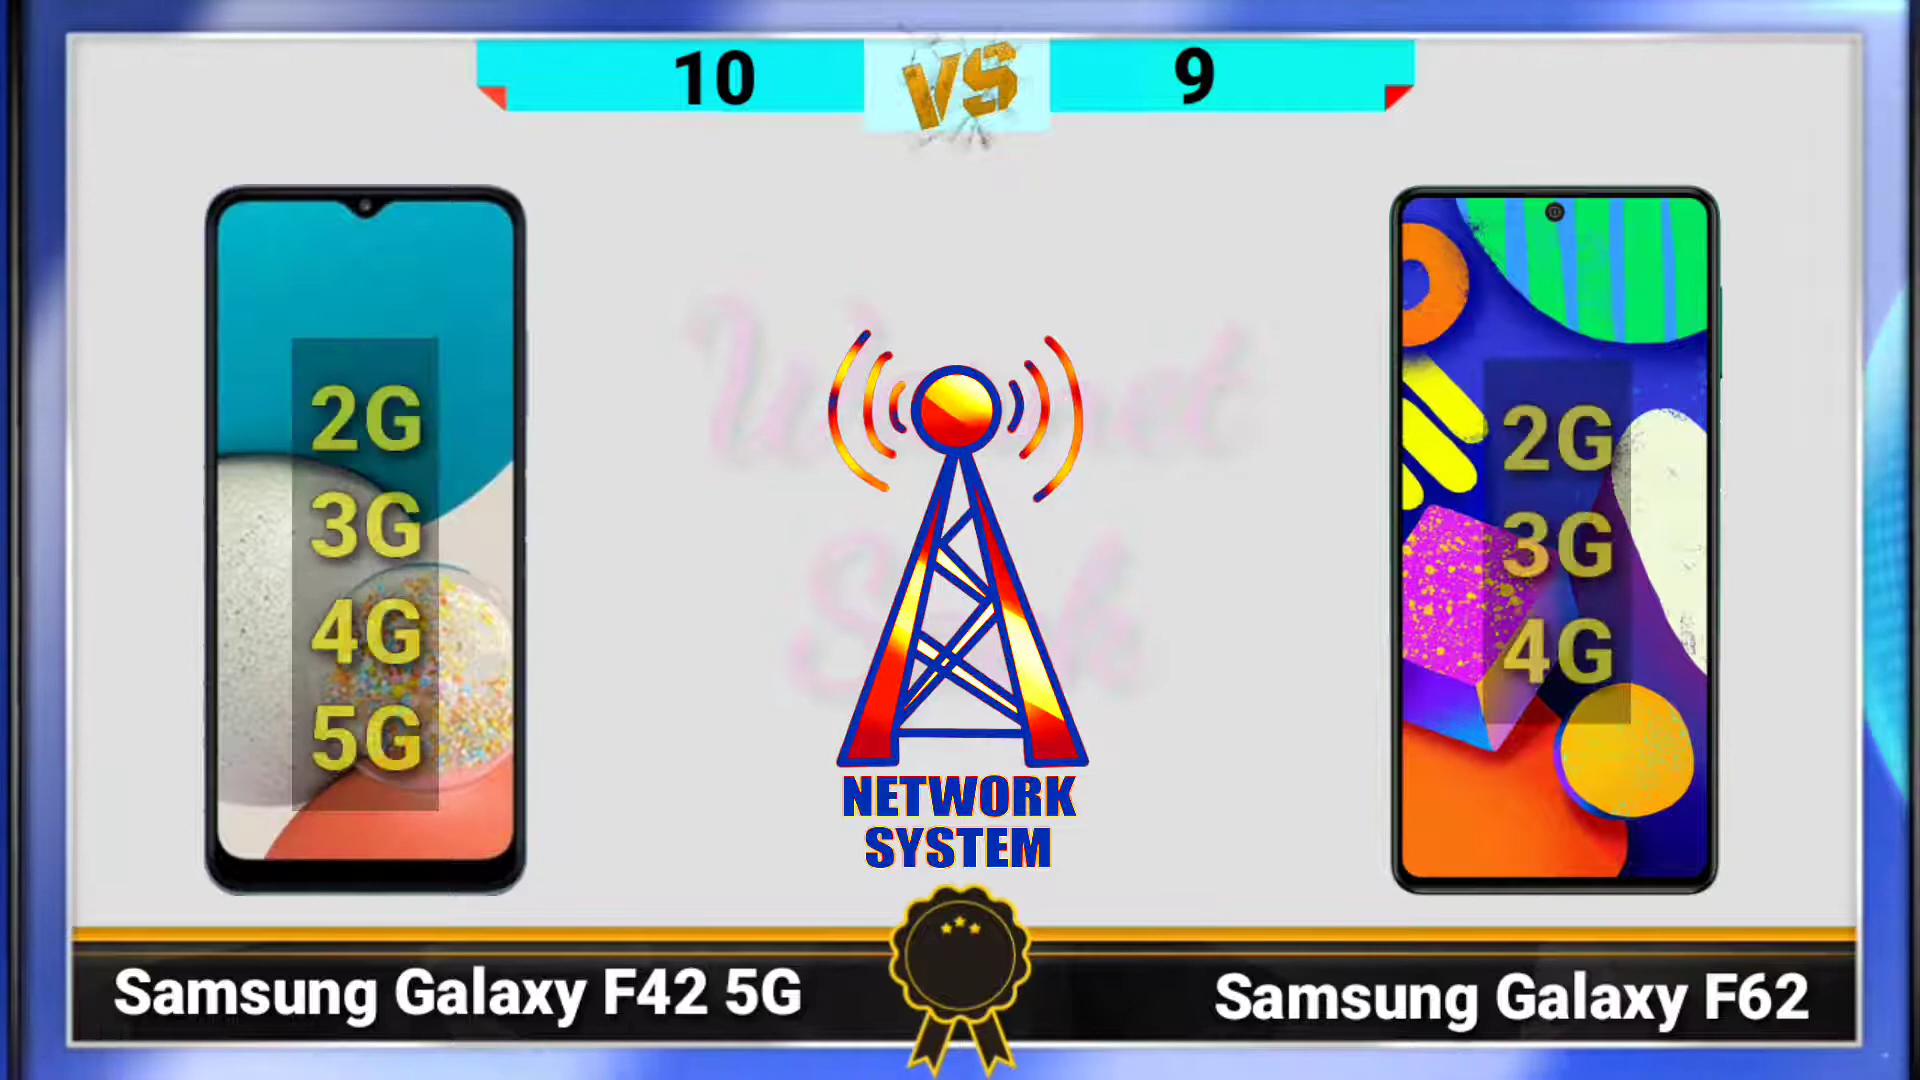 10 VS 9
2G
3G
4G
5G
2G
3G
4G
NETWORK
SYSTEM
Samsung Galaxy F42 5G
Samsung Galaxy F62